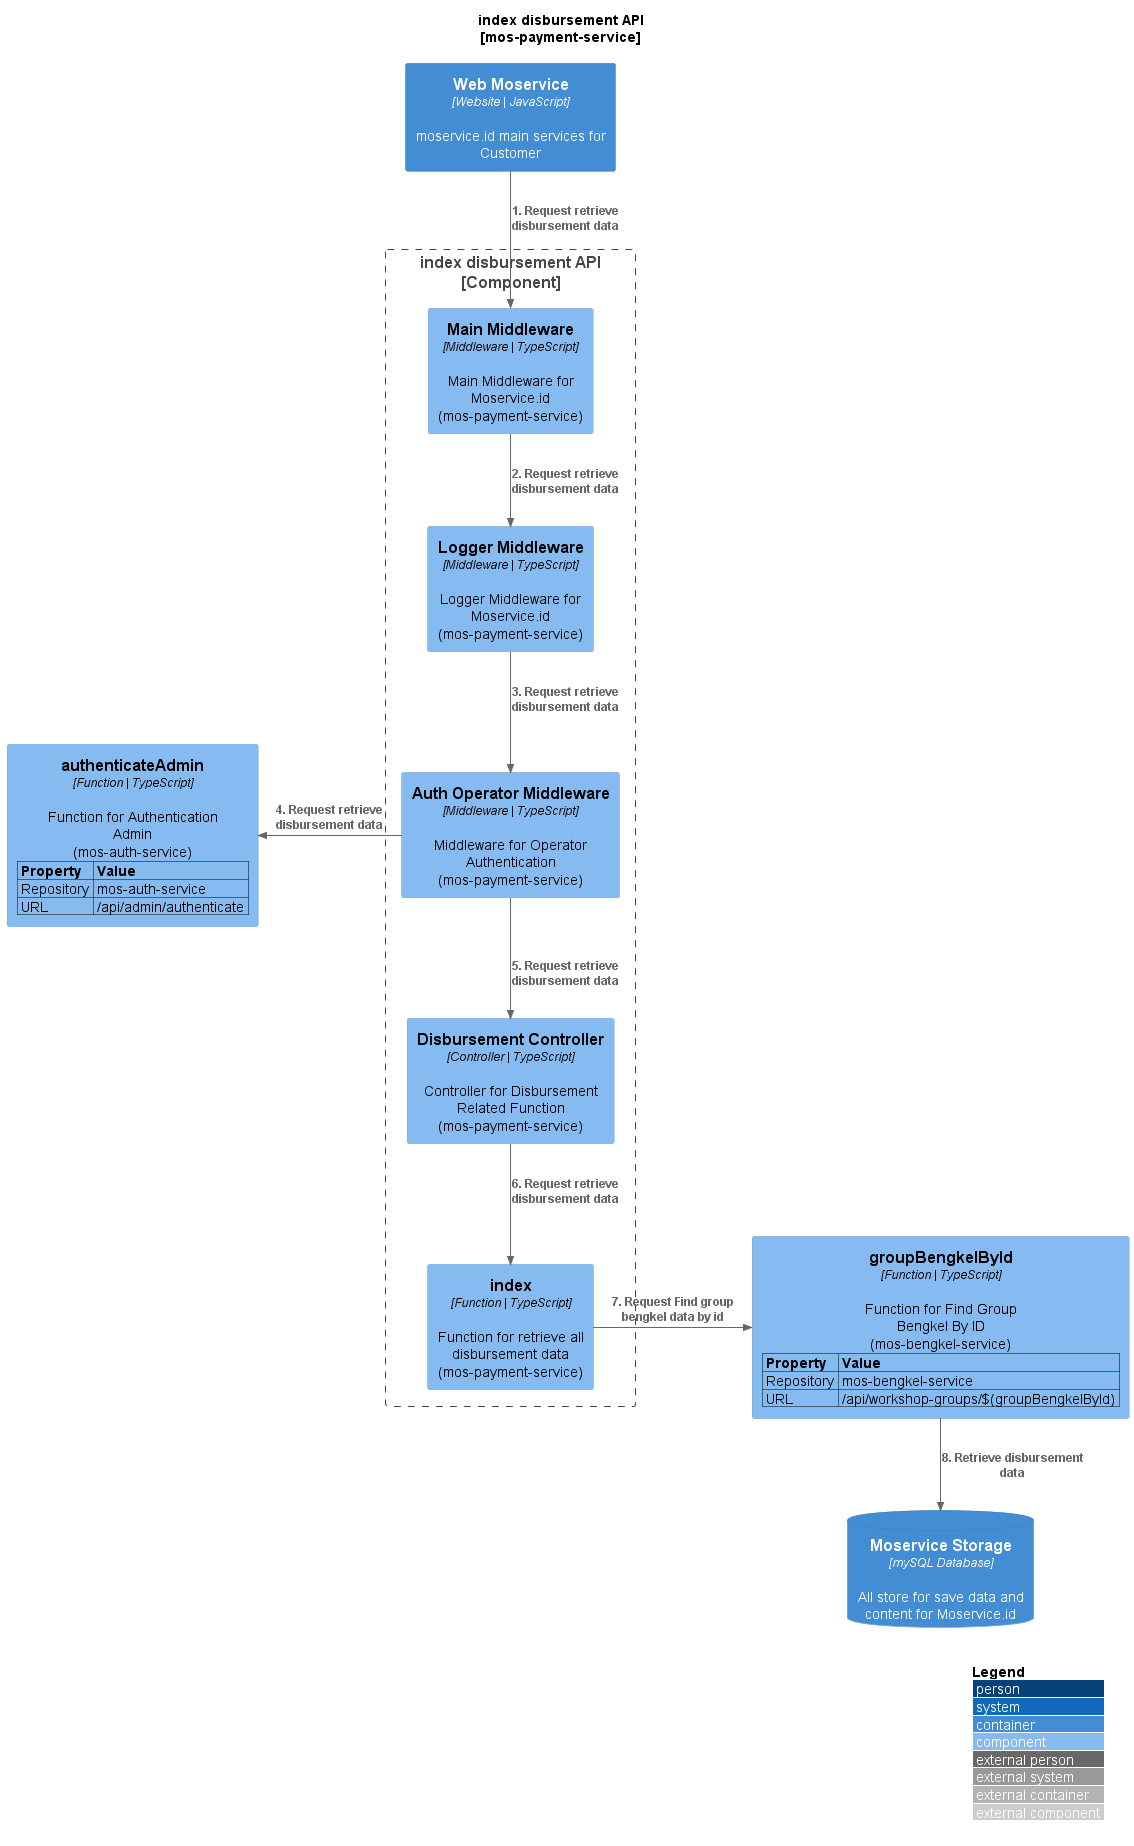 index disbursement API
[mos-payment-service]
Web Moservice
[Website | JavaScript]
moservice.id main services for
Customer
1. Request retrieve
disbursement data
index disbursement API
[Component]
Main Middleware
[Middleware | TypeScript]
Main Middleware for
Moservice.id
(mos-payment-service)
2. Request retrieve
disbursement data
Logger Middleware
[Middleware | TypeScript]
Logger Middleware for
Moservice.id
(mos-payment-service)
3. Request retrieve
disbursement data
authenticateAdmin
[Function | TypeScript]
Function for Authentication
Admin
(mos-auth-service)
Property Value
Repository mos-auth-service
URL /api/admin/authenticate
4. Request retrieve
disbursement data
Auth Operator Middleware
[Middleware | TypeScript]
Middleware for Operator
Authentication
(mos-payment-service)
5. Request retrieve
disbursement data
Disbursement Controller
[Controller | TypeScript]
Controller for Disbursement
Related Function
(mos-payment-service)
6. Request retrieve
disbursement data
index
[Function | TypeScript]
Function for retrieve all
disbursement data
(mos-payment-service)
7. Request Find group
bengkel data by id
groupBengkelById
[Function | TypeScript]
Function for Find Group
Bengkel By ID
(mos-bengkel-service)
Property Value
Repository mos-bengkel-service
URL /api/workshop-groups/$(groupBengkelById)
8. Retrieve disbursement
data
Moservice Storage
[mySQL Database]
All store for save data and
content for Moservice.id
Legend
person
system
container
component
external person
external system
external container
external component